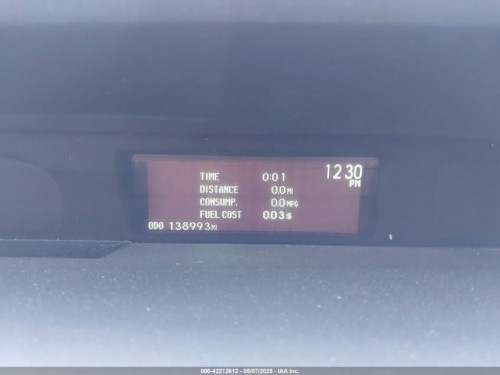 TIME 0:01 12:30
PM
DISTANCE 0.0 MI
CONSUMP. 0.0 MPG
FUEL COST 0.03 $
ODO 138993 MI
000-42212612 - 05/07/2025 - IAA Inc.